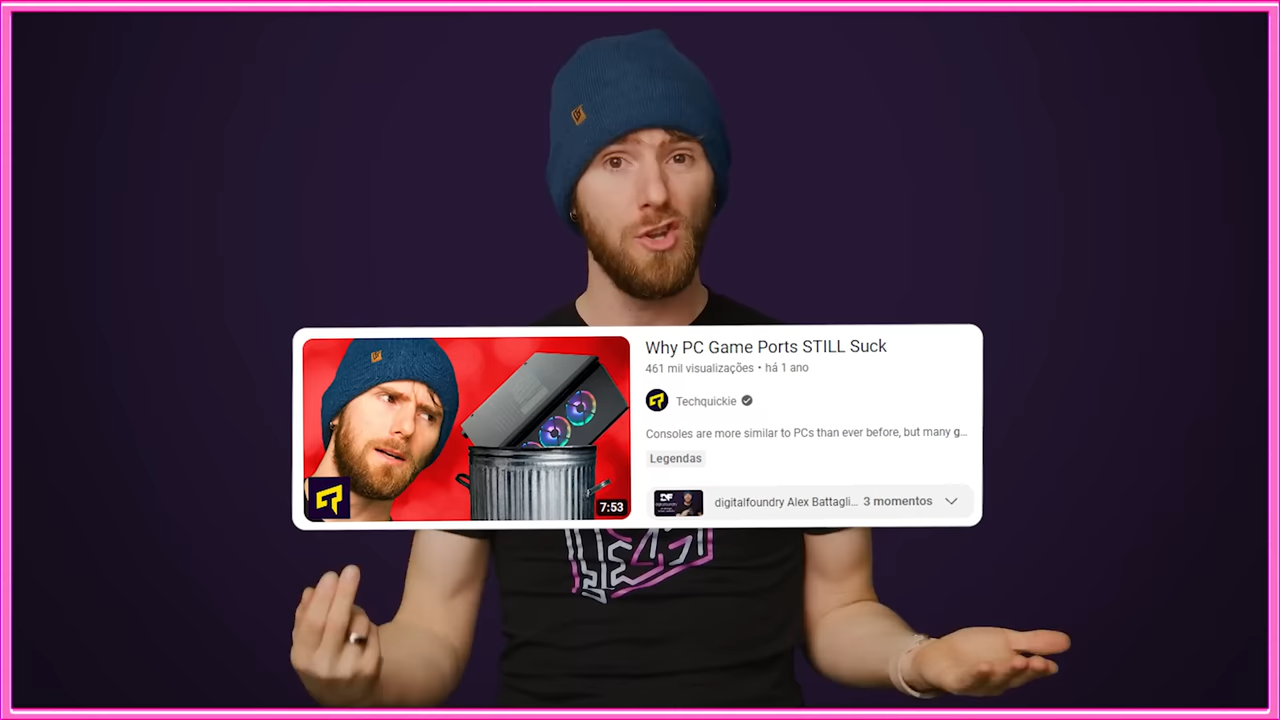 Why PC Game Ports STILL Suck
461 mil visualizações • há 1 ano
Techquickie
Consoles are more similar to PCs than ever before, but many g...
Legendas
7:53
DF
digitalfoundry Alex Battagli... 3 momentos